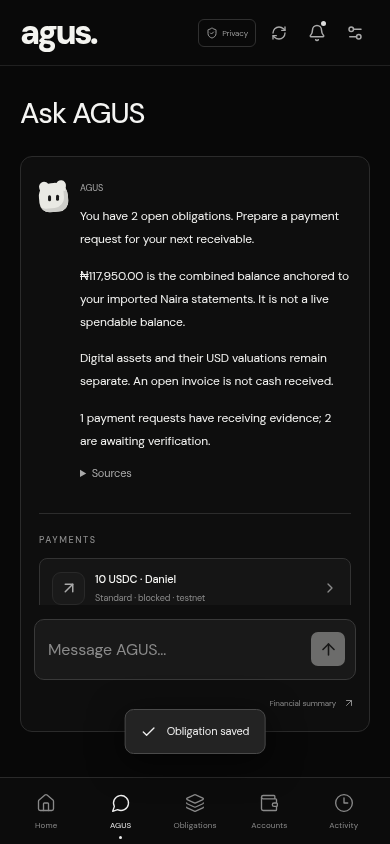 agus.
Privacy
Ask AGUS
AGUS
You have 2 open obligations. Prepare a payment
request for your next receivable.
₦117,950.00 is the combined balance anchored to
your imported Naira statements. It is not a live
spendable balance.
Digital assets and their USD valuations remain
separate. An open invoice is not cash received.
1 payment requests have receiving evidence; 2
are awaiting verification.
Sources
PAYMENTS
10 USDC · Daniel
Standard · blocked · testnet
Message AGUS...
Financial summary
Obligation saved
Home
AGUS
Obligations
Accounts
Activity